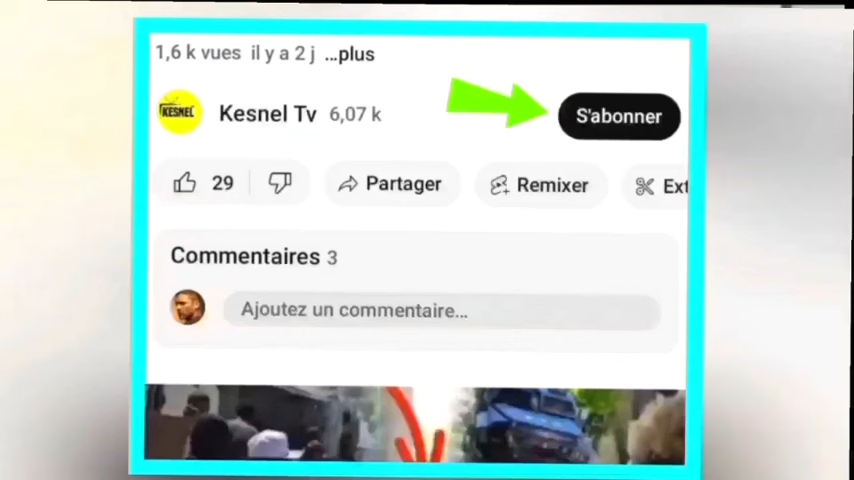 1,6 k vues il y a 2 j ...plus
KESNEL
Kesnel Tv 6,07 k
S'abonner
29
Partager
Remixer
Ext
Commentaires 3
Ajoutez un commentaire...